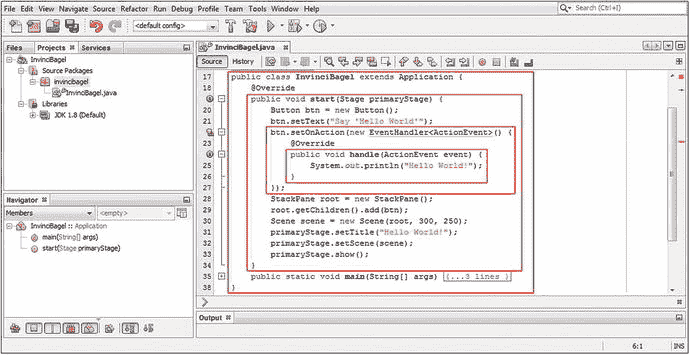 File Edit View Navigate Source Refactor Run Debug Profile Team Tools Window Help
Search (Ctrl+I)
<default config>
Files Projects Services
InvinciBagel
Source Packages
invincibagel
InvinciBagel.java
Libraries
JDK 1.8 (Default)
Navigator
Members <empty>
InvinciBagel :: Application
main(String[] args)
start(Stage primaryStage)
InvinciBagel.java
Source History
17 public class InvinciBagel extends Application {
18 @Override
public void start(Stage primaryStage) {
20 Button btn = new Button();
21 btn.setText("Say 'Hello World'");
btn.setOnAction(new EventHandler<ActionEvent>() {
23 @Override
public void handle(ActionEvent event) {
25 System.out.println("Hello World!");
26 }
27 });
28 StackPane root = new StackPane();
29 root.getChildren().add(btn);
30 Scene scene = new Scene(root, 300, 250);
31 primaryStage.setTitle("Hello World!");
32 primaryStage.setScene(scene);
33 primaryStage.show();
34 }
35 public static void main(String[] args) {...3 lines }
38 }
Output
6:1 INS